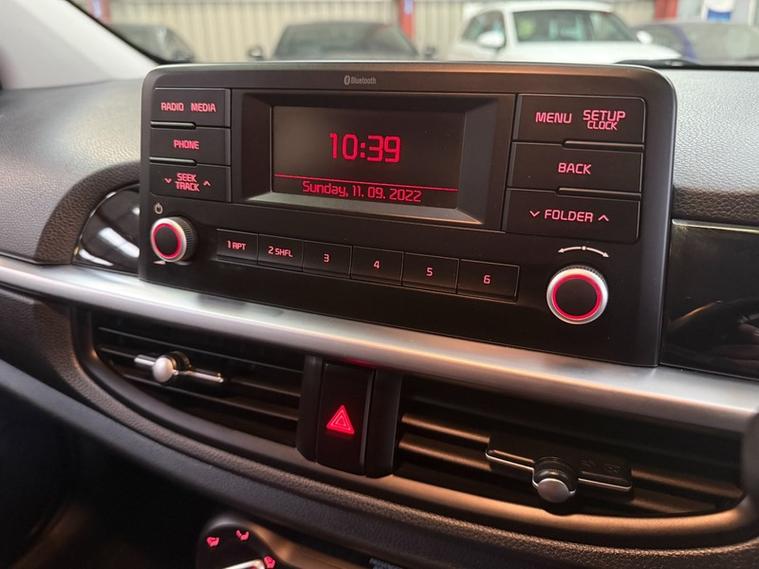 Bluetooth
RADIO MEDIA
PHONE
SEEK
TRACK
10:39
Sunday, 11. 09. 2022
MENU SETUP
CLOCK
BACK
FOLDER
1 RPT 2 SHFL 3 4 5 6